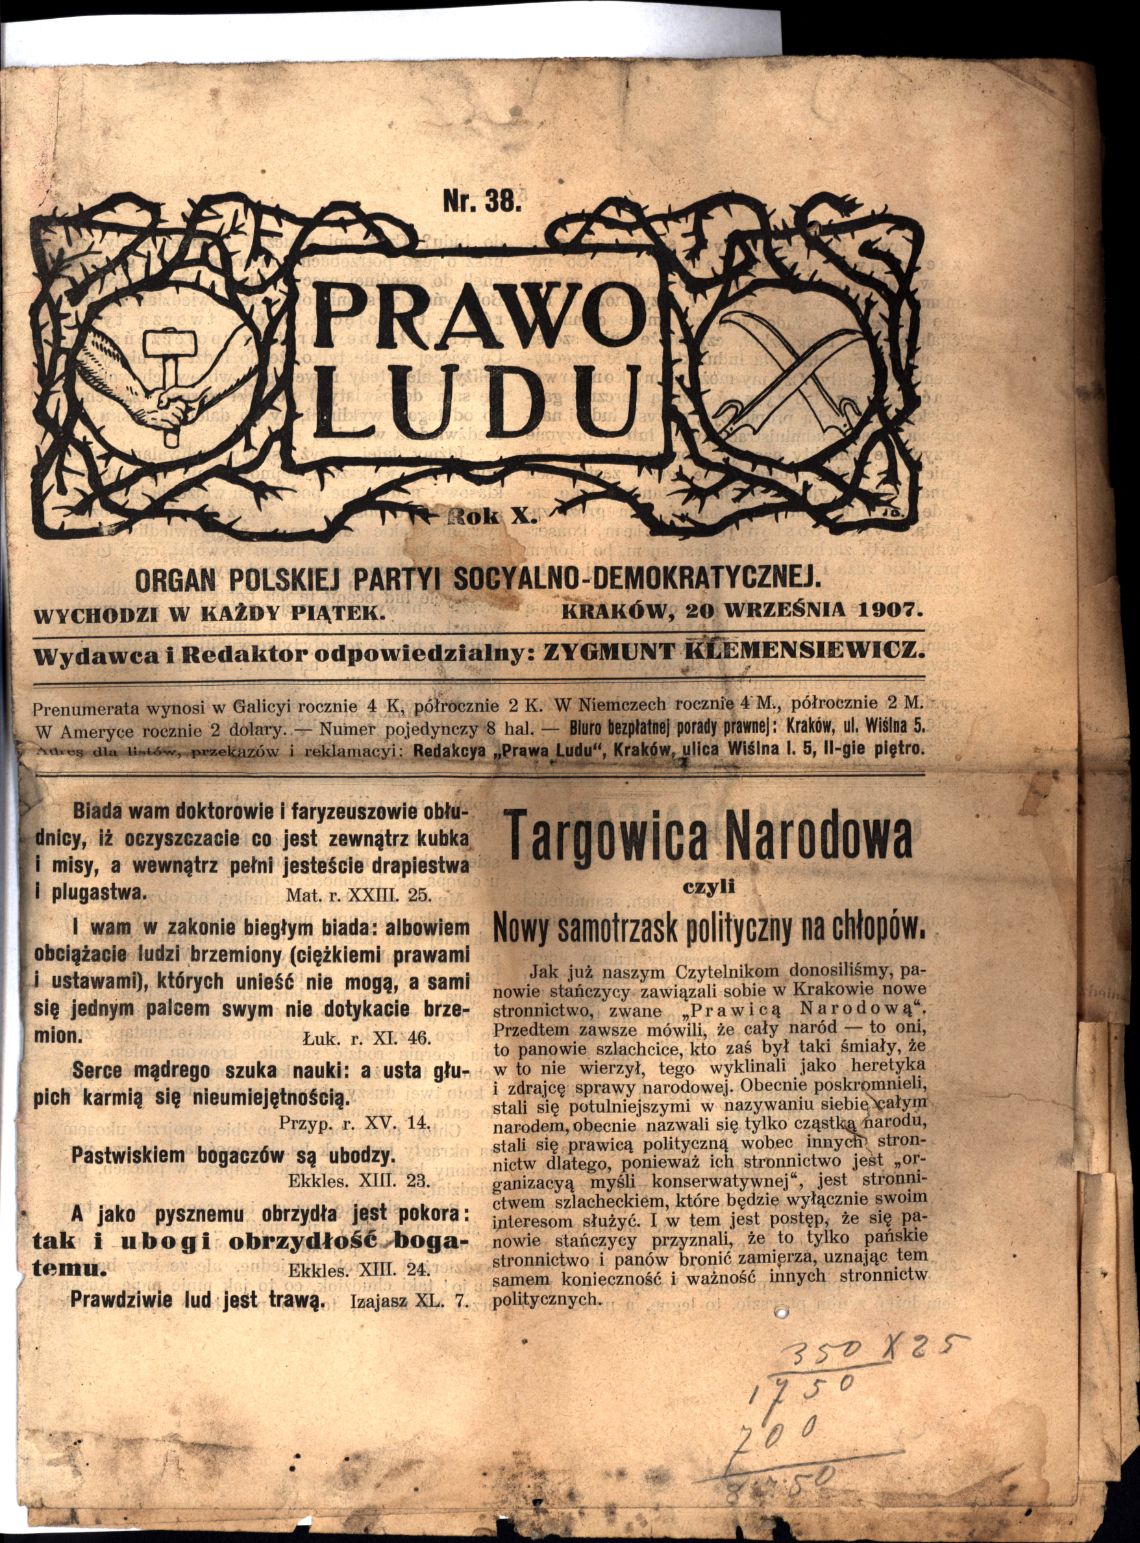 Nr. 38.
PRAWO
LUDU
Rok X.
ORGAN POLSKIEJ PARTYI SOCYALNO-DEMOKRATYCZNEJ.
WYCHODZI W KAŻDY PIĄTEK. KRAKÓW, 20 WRZEŚNIA 1907.
Wydawca i Redaktor odpowiedzialny: ZYGMUNT KLEMENSIEWICZ.
Prenumerata wynosi w Galicyi rocznie 4 K, półrocznie 2 K. W Niemczech rocznie 4 M., półrocznie 2 M.
W Ameryce rocznie 2 dolary. — Numer pojedynczy 8 hal. — Biuro bezpłatnej porady prawnej: Kraków, ul. Wiślna 5.
Adres dla listów, przekazów i reklamacyi: Redakcya „Prawa Ludu“, Kraków, ulica Wiślna l. 5, II-gie piętro.
Biada wam doktorowie i faryzeuszowie obłu-
dnicy, iż oczyszczacie co jest zewnątrz kubka
i misy, a wewnątrz pełni jesteście drapiestwa
i plugastwa. Mat. r. XXIII. 25.
I wam w zakonie biegłym biada: albowiem
obciążacie ludzi brzemiony (ciężkiemi prawami
i ustawami), których unieść nie mogą, a sami
się jednym palcem swym nie dotykacie brze-
mion. Łuk. r. XI. 46.
Serce mądrego szuka nauki: a usta głu-
pich karmią się nieumiejętnością.
Przyp. r. XV. 14.
Pastwiskiem bogaczów są ubodzy.
Ekkles. XIII. 23.
A jako pysznemu obrzydła jest pokora:
tak i ubogi obrzydłość boga-
temu. Ekkles. XIII. 24.
Prawdziwie lud jest trawą. Izajasz XL. 7.
Targowica Narodowa
czyli
Nowy samotrzask polityczny na chłopów.
Jak już naszym Czytelnikom donosiliśmy, pa-
nowie stańczycy zawiązali sobie w Krakowie nowe
stronnictwo, zwane „Prawicą Narodową“.
Przedtem zawsze mówili, że cały naród — to oni,
to panowie szlachcice, kto zaś był taki śmiały, że
w to nie wierzył, tego wyklinali jako heretyka
i zdrajcę sprawy narodowej. Obecnie poskromnieli,
stali się potulniejszymi w nazywaniu siebie całym
narodem, obecnie nazwali się tylko cząstką narodu,
stali się prawicą polityczną wobec innych stron-
nictw dlatego, ponieważ ich stronnictwo jest „or-
ganizacyą myśli konserwatywnej“, jest stronni-
ctwem szlacheckiem, które będzie wyłącznie swoim
interesom służyć. I w tem jest postęp, że się pa-
nowie stańczycy przyznali, że to tylko pańskie
stronnictwo i panów bronić zamierza, uznając tem
samem konieczność i ważność innych stronnictw
politycznych.
350 X 25
1750
700
8750